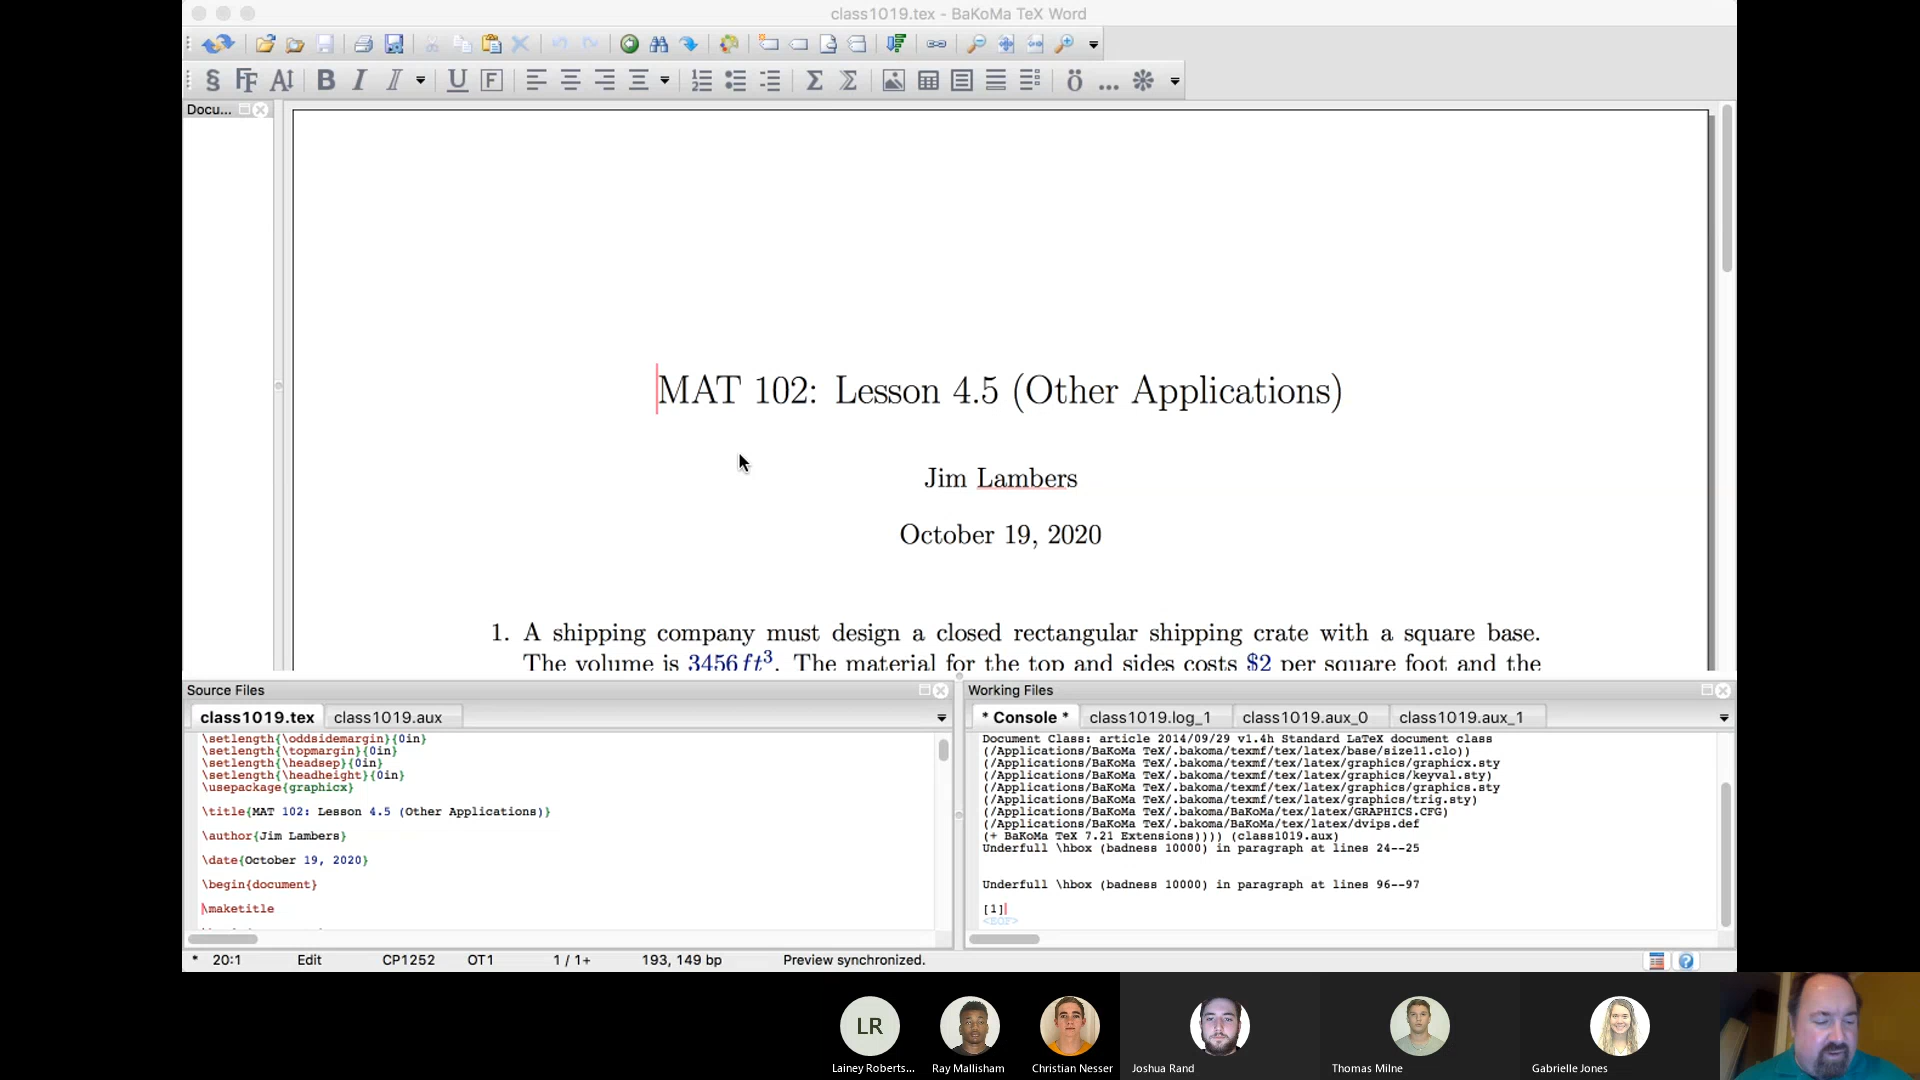 class1019.tex - BaKoMa TeX Word
Docu...
MAT 102: Lesson 4.5 (Other Applications)
Jim Lambers
October 19, 2020
1. A shipping company must design a closed rectangular shipping crate with a square base.
The volume is 3456ft³. The material for the top and sides costs $2 per square foot and the
Source Files
class1019.tex class1019.aux
\setlength{\oddsidemargin}{0in}
\setlength{\topmargin}{0in}
\setlength{\headsep}{0in}
\setlength{\headheight}{0in}
\usepackage{graphicx}
\title{MAT 102: Lesson 4.5 (Other Applications)}
\author{Jim Lambers}
\date{October 19, 2020}
\begin{document}
\maketitle
Working Files
* Console * class1019.log_1 class1019.aux_0 class1019.aux_1
Document Class: article 2014/09/29 v1.4h Standard LaTeX document class
(/Applications/BaKoMa TeX/.bakoma/texmf/tex/latex/base/size11.clo))
(/Applications/BaKoMa TeX/.bakoma/texmf/tex/latex/graphics/graphicx.sty
(/Applications/BaKoMa TeX/.bakoma/texmf/tex/latex/graphics/keyval.sty)
(/Applications/BaKoMa TeX/.bakoma/texmf/tex/latex/graphics/graphics.sty
(/Applications/BaKoMa TeX/.bakoma/texmf/tex/latex/graphics/trig.sty)
(/Applications/BaKoMa TeX/.bakoma/BaKoMa/tex/latex/GRAPHICS.CFG)
(/Applications/BaKoMa TeX/.bakoma/BaKoMa/tex/latex/dvips.def
(+ BaKoMa TeX 7.21 Extensions)))) (class1019.aux)
Underfull \hbox (badness 10000) in paragraph at lines 24--25
Underfull \hbox (badness 10000) in paragraph at lines 96--97
[1]
<EOF>
* 20:1 Edit CP1252 OT1 1 / 1+ 193, 149 bp Preview synchronized.
LR
Lainey Roberts... Ray Mallisham Christian Nesser Joshua Rand Thomas Milne Gabrielle Jones